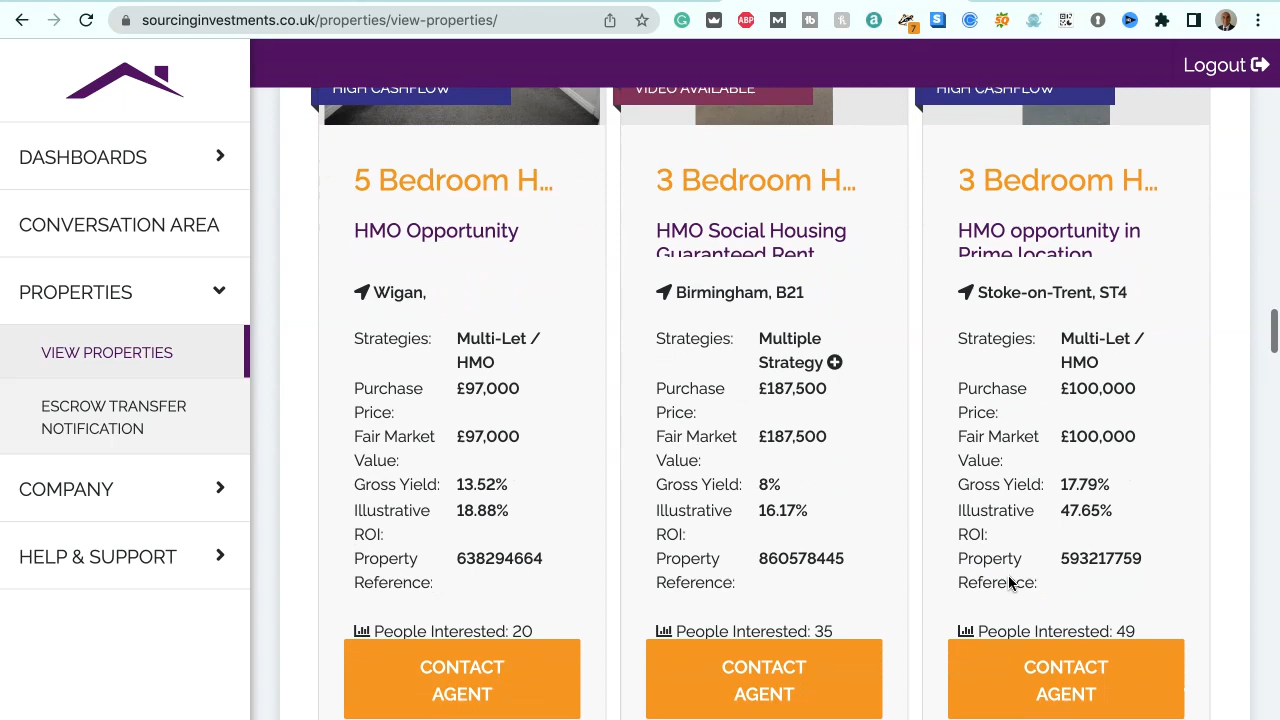 sourcinginvestments.co.uk/properties/view-properties/
ABP
7
Logout
DASHBOARDS
CONVERSATION AREA
PROPERTIES
VIEW PROPERTIES
ESCROW TRANSFER
NOTIFICATION
COMPANY
HELP & SUPPORT
HIGH CASHFLOW
5 Bedroom H...
HMO Opportunity
Wigan,
Strategies: Multi-Let /
HMO
Purchase £97,000
Price:
Fair Market £97,000
Value:
Gross Yield: 13.52%
Illustrative 18.88%
ROI:
Property 638294664
Reference:
People Interested: 20
CONTACT
AGENT
VIDEO AVAILABLE
3 Bedroom H...
HMO Social Housing
Guaranteed Rent
Birmingham, B21
Strategies: Multiple
Strategy
Purchase £187,500
Price:
Fair Market £187,500
Value:
Gross Yield: 8%
Illustrative 16.17%
ROI:
Property 860578445
Reference:
People Interested: 35
CONTACT
AGENT
HIGH CASHFLOW
3 Bedroom H...
HMO opportunity in
Prime location
Stoke-on-Trent, ST4
Strategies: Multi-Let /
HMO
Purchase £100,000
Price:
Fair Market £100,000
Value:
Gross Yield: 17.79%
Illustrative 47.65%
ROI:
Property 593217759
Reference:
People Interested: 49
CONTACT
AGENT